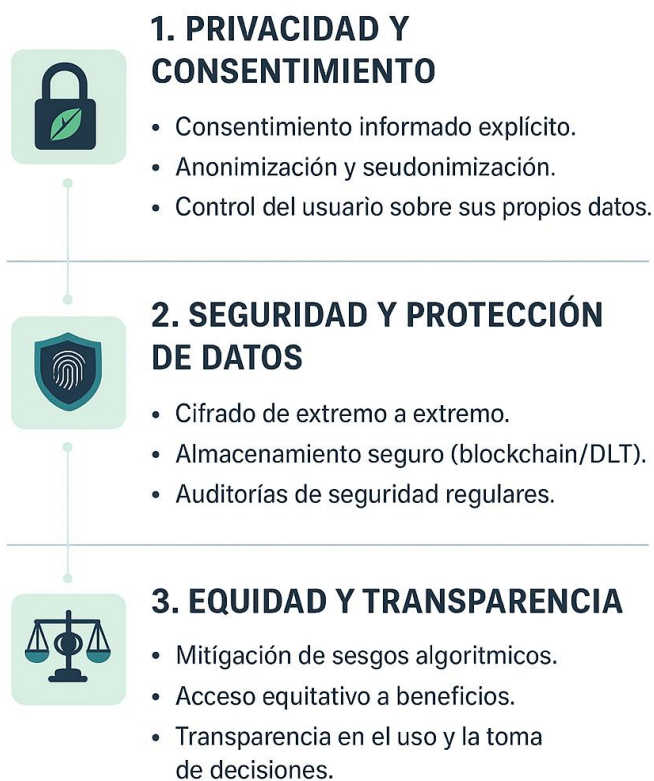 1. PRIVACIDAD Y
CONSENTIMIENTO
• Consentimiento informado explícito.
• Anonimización y seudonimización.
• Control del usuarìo sobre sus propios datos.
2. SEGURIDAD Y PROTECCIÓN
DE DATOS
• Cifrado de extremo a extremo.
• Almacenamiento seguro (blockchain/DLT).
• Auditorías de seguridad regulares.
3. EQUIDAD Y TRANSPARENCIA
• Mitígación de sesgos algoritmicos.
• Acceso equitativo a beneficios.
• Transparencia en el uso y la toma
de decisiones.